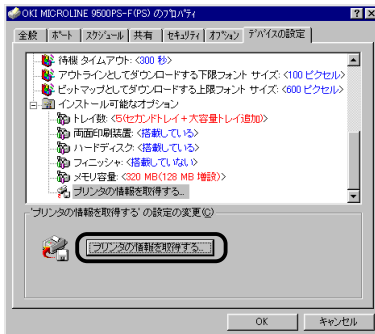 OKI MICROLINE 9500PS-F(PS) のﾌﾟﾛﾊﾟﾃｨ
全般 ﾎﾟｰﾄ ｽｹｼﾞｭｰﾙ 共有 ｾｷｭﾘﾃｨ ｵﾌﾟｼｮﾝ ﾃﾞﾊﾞｲｽの設定
待機 タイムアウト: <300 秒>
アウトラインとしてダウンロードする下限フォント サイズ: <100 ピクセル>
ビットマップとしてダウンロードする上限フォント サイズ: <600 ピクセル>
インストール可能なオプション
トレイ数: <5(セカンドトレイ+大容量トレイ追加)>
両面印刷装置: <搭載している>
ハードディスク: <搭載している>
フィニッシャ: <搭載していない>
メモリ容量: <320 MB(128 MB 増設)>
プリンタの情報を取得する...
'プリンタの情報を取得する' の設定の変更(C)
プリンタの情報を取得する...
OK キャンセル